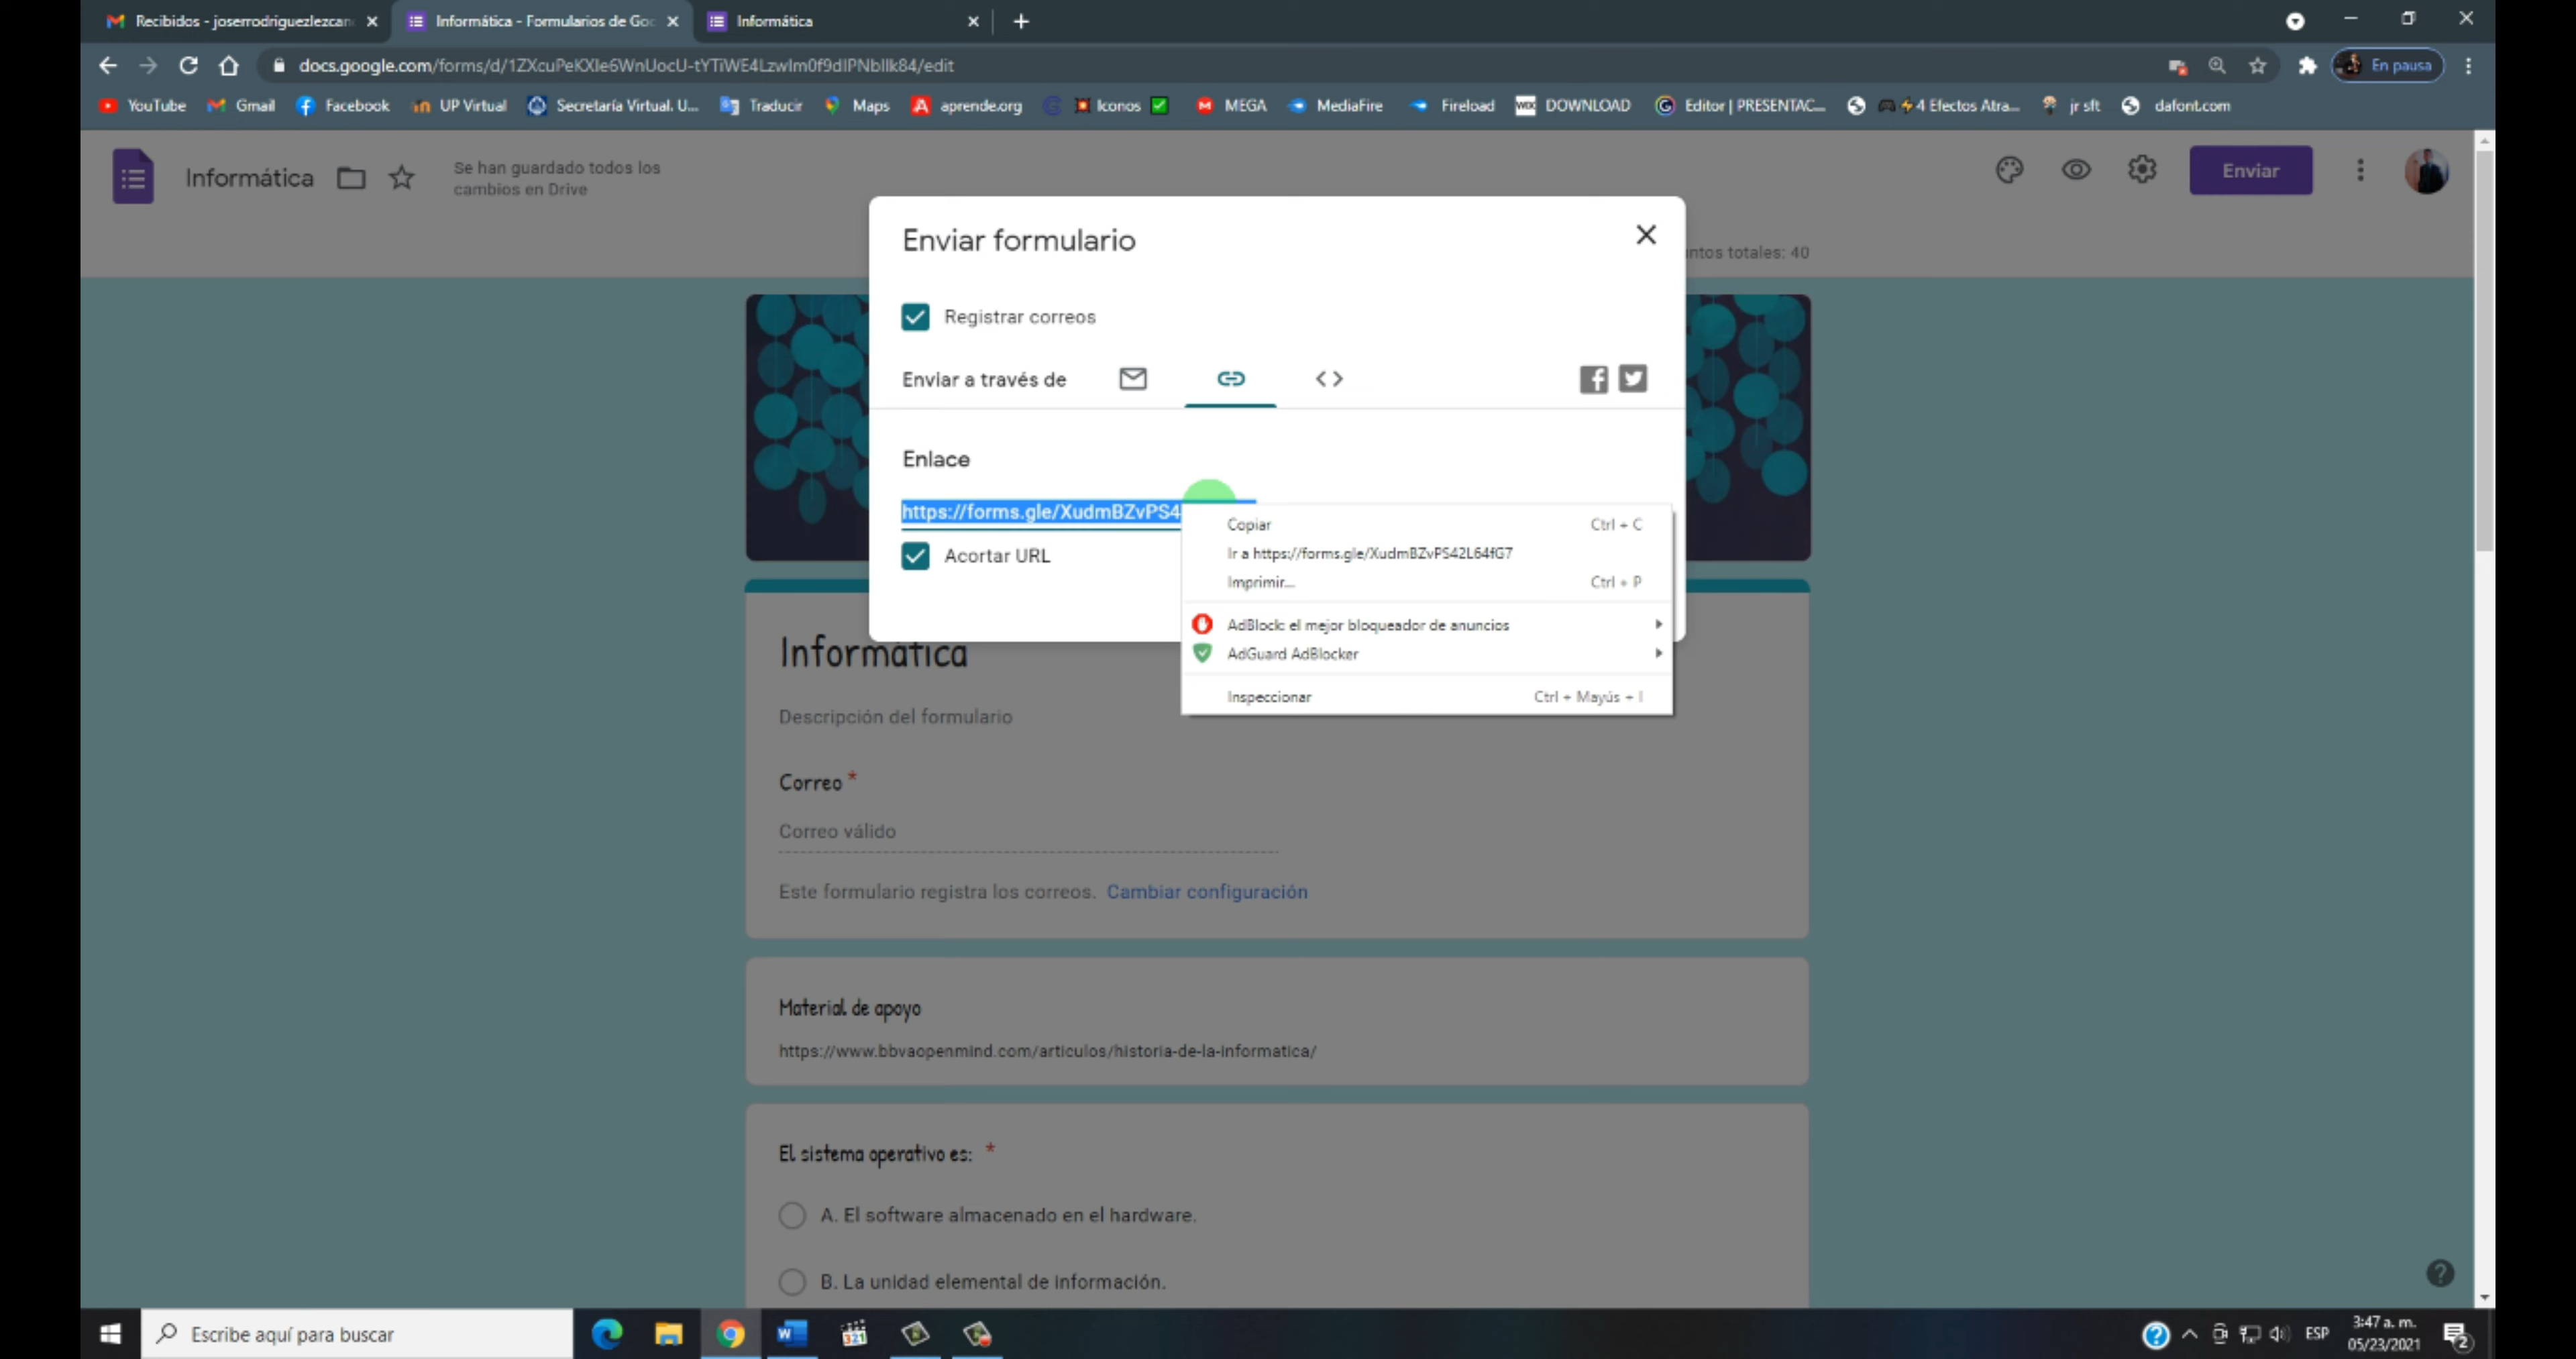 Recibidos - joserrodriguezlezcan
Informática - Formularios de Goo
Informática
docs.google.com/forms/d/1ZXcuPeKXIe6WnUocU-tYTiWE4LzwIm0f9dIPNbIlk84/edit
En pausa
YouTube
Gmail
Facebook
UP Virtual
Secretaría Virtual. U...
Traducir
Maps
aprende.org
Iconos
MEGA
MediaFire
Fireload
DOWNLOAD
Editor | PRESENTAC...
4 Efectos Atra...
jr sft
dafont.com
Informática
Se han guardado todos los
cambios en Drive
Enviar
Enviar formulario
ntos totales: 40
Registrar correos
Enviar a través de
Enlace
https://forms.gle/XudmBZvPS4
Acortar URL
Copiar Ctrl + C
Ir a https://forms.gle/XudmBZvPS42L64fG7
Imprimir... Ctrl + P
AdBlock: el mejor bloqueador de anuncios
AdGuard AdBlocker
Inspeccionar Ctrl + Mayús + I
Informática
Descripción del formulario
Correo *
Correo válido
Este formulario registra los correos. Cambiar configuración
Material de apoyo
https://www.bbvaopenmind.com/articulos/historia-de-la-informatica/
El sistema operativo es: *
A. El software almacenado en el hardware.
B. La unidad elemental de información.
Escribe aquí para buscar
321
ESP
3:47 a. m.
05/23/2021
2